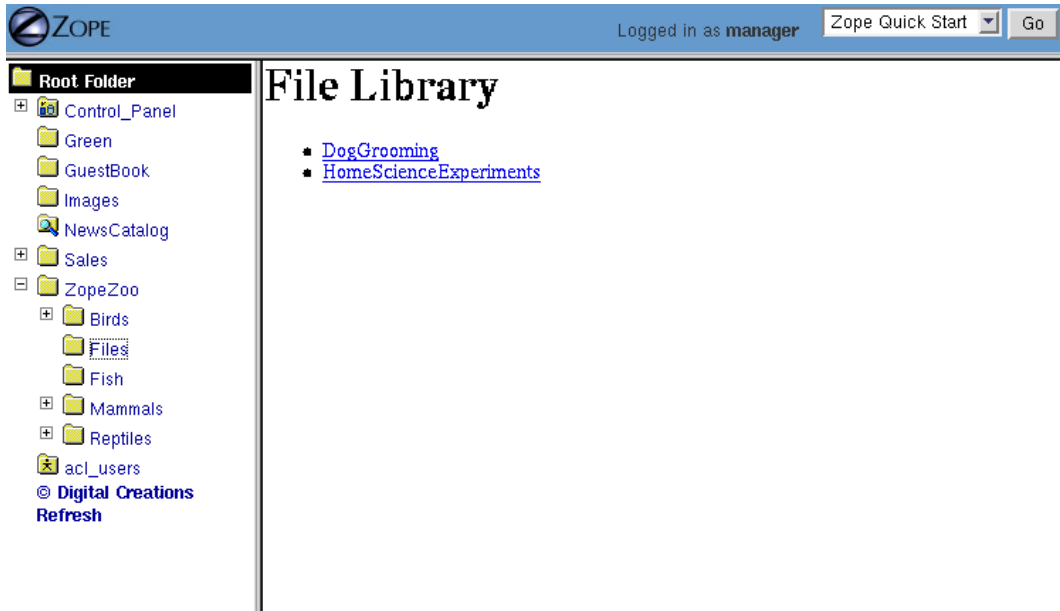 ZOPE
Logged in as manager
Zope Quick Start
Go
Root Folder
Control_Panel
Green
GuestBook
Images
NewsCatalog
Sales
ZopeZoo
Birds
Files
Fish
Mammals
Reptiles
acl_users
© Digital Creations
Refresh
File Library
DogGrooming
HomeScienceExperiments